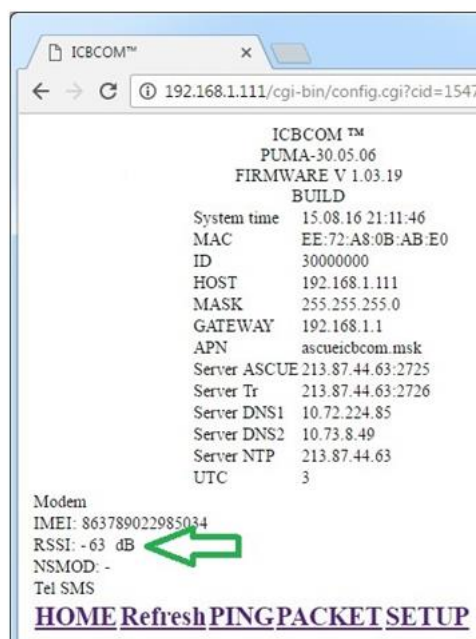 ICBCOM™
192.168.1.111/cgi-bin/config.cgi?cid=1547
ICBCOM ™
PUMA-30.05.06
FIRMWARE V 1.03.19
BUILD
System time 15.08.16 21:11:46
MAC EE:72:A8:0B:AB:E0
ID 30000000
HOST 192.168.1.111
MASK 255.255.255.0
GATEWAY 192.168.1.1
APN ascueicbcom.msk
Server ASCUE 213.87.44.63:2725
Server Tr 213.87.44.63:2726
Server DNS1 10.72.224.85
Server DNS2 10.73.8.49
Server NTP 213.87.44.63
UTC 3
Modem
IMEI: 863789022985034
RSSI: -63 dB
NSMOD: -
Tel SMS
HOME Refresh PING PACKET SETUP